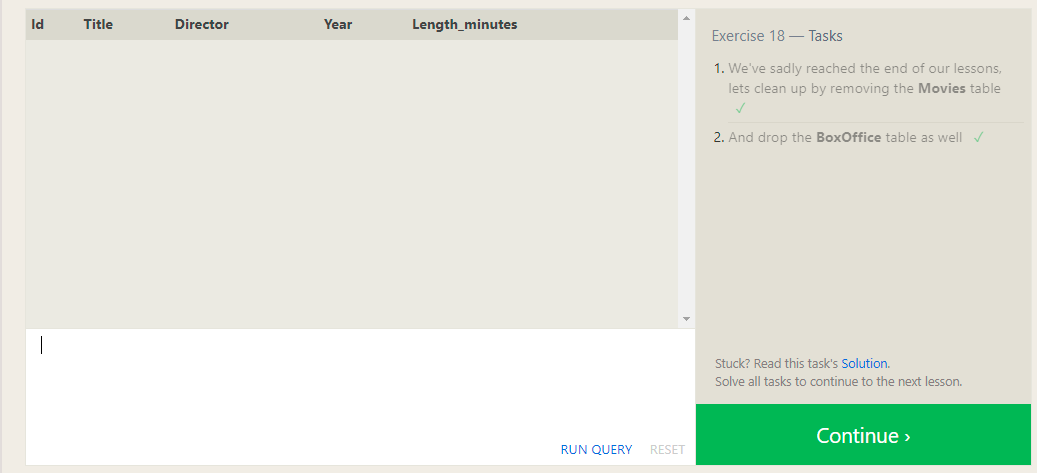 Id Title Director Year Length_minutes
Exercise 18 — Tasks
1. We've sadly reached the end of our lessons,
lets clean up by removing the Movies table
✓
2. And drop the BoxOffice table as well ✓
Stuck? Read this task's Solution.
Solve all tasks to continue to the next lesson.
RUN QUERY RESET
Continue ›